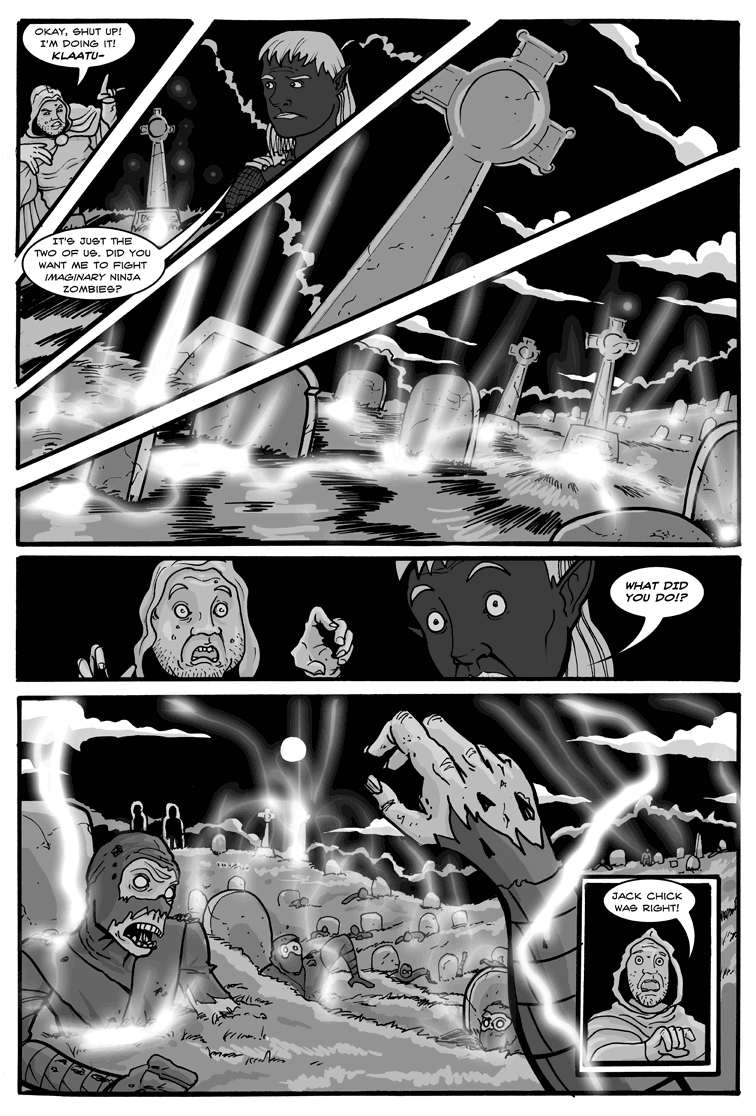 OKAY, SHUT UP!
I'M DOING IT!
KLAATU-
IT'S JUST THE
TWO OF US. DID YOU
WANT ME TO FIGHT
IMAGINARY NINJA
ZOMBIES?
WHAT DID
YOU DO!?
JACK CHICK
WAS RIGHT!